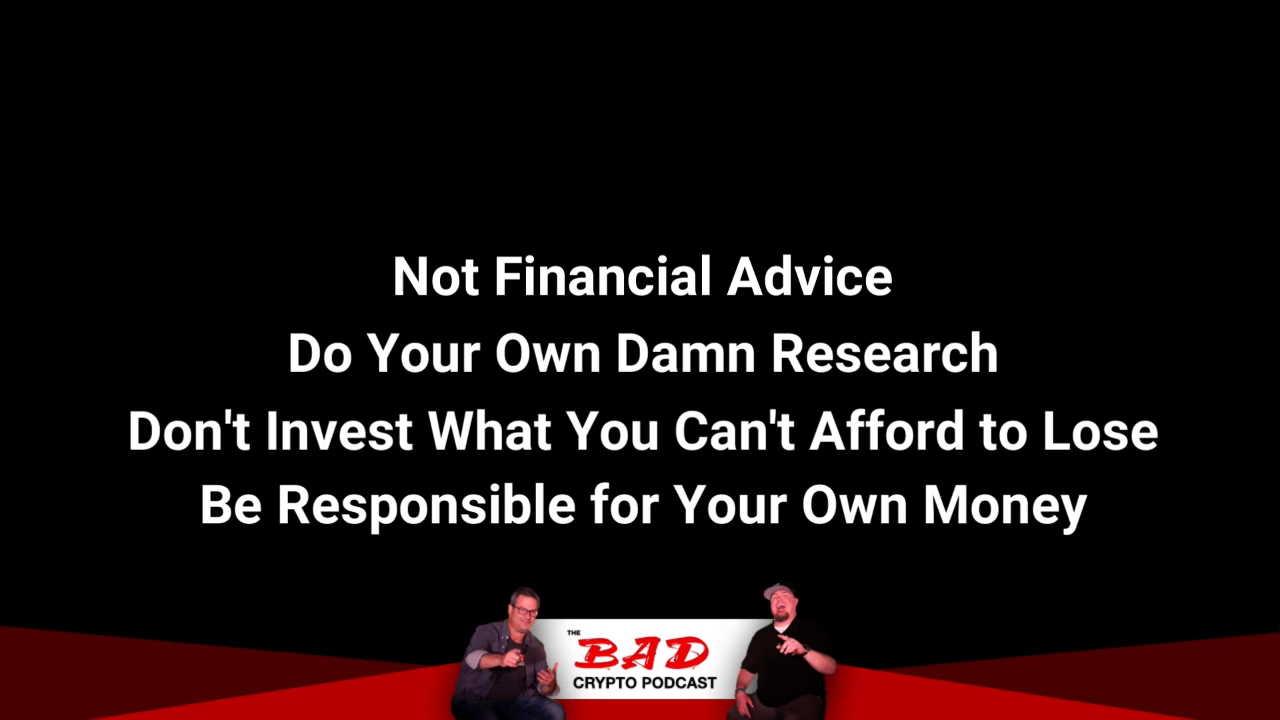 Not Financial Advice
Do Your Own Damn Research
Don't Invest What You Can't Afford to Lose
Be Responsible for Your Own Money
THE
BAD
CRYPTO PODCAST